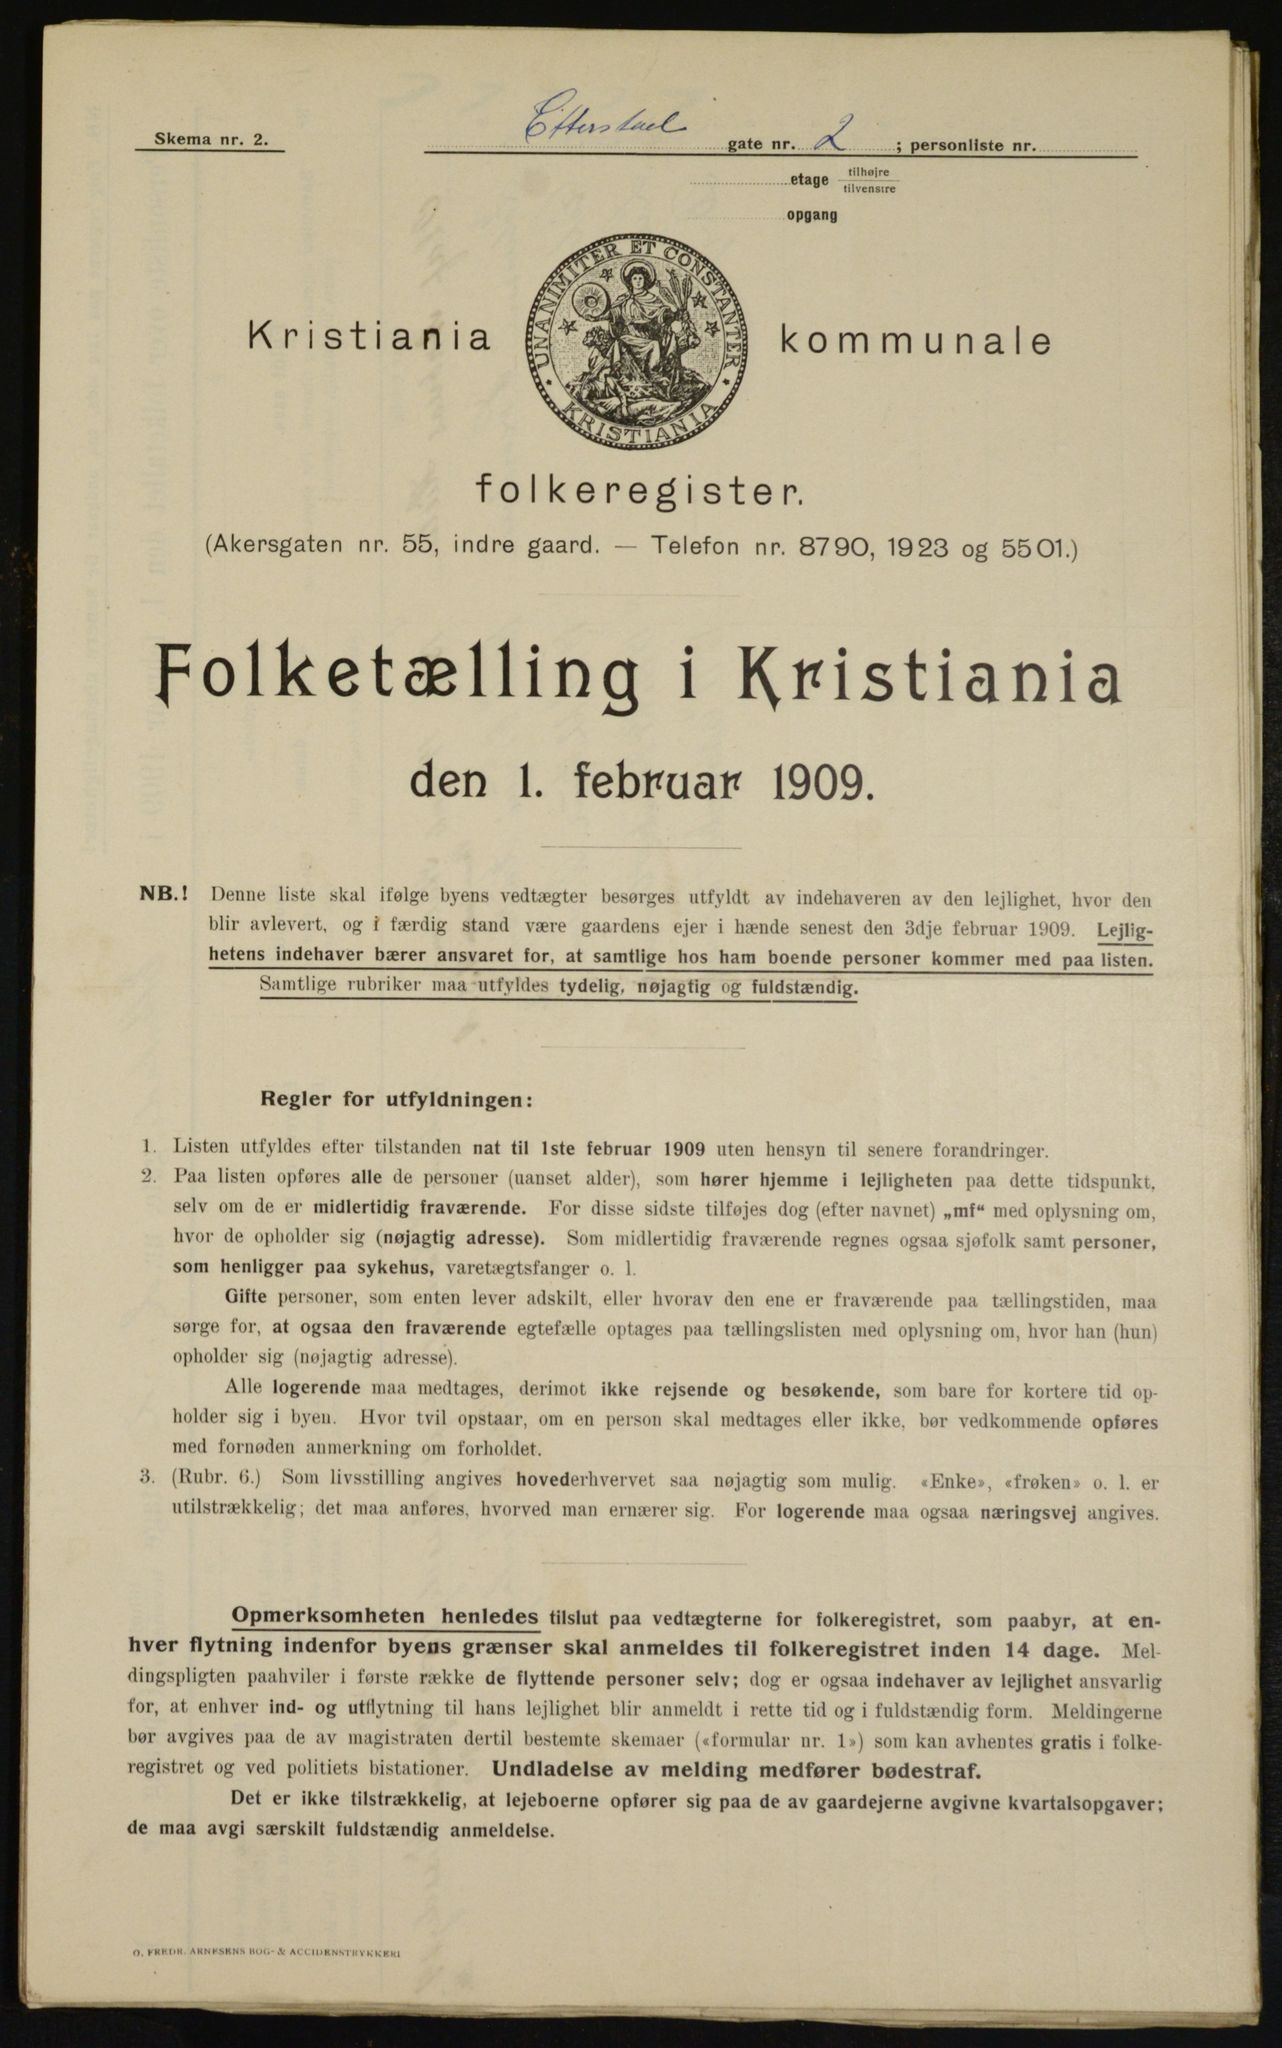 Skema nr. 2.
Etterstad gate nr. 2 ; personliste nr.
etage tilhøjre
tilvenstre
opgang
UNANIMITER ET CONSTANTER
KRISTIANIA
Kristiania kommunale
folkeregister.
(Akersgaten nr. 55, indre gaard. — Telefon nr. 8790, 1923 og 5501.)
Folketælling i Kristiania
den 1. februar 1909.
NB.! Denne liste skal ifølge byens vedtægter besørges utfyldt av indehaveren av den lejlighet, hvor den
blir avlevert, og i færdig stand være gaardens ejer i hænde senest den 3dje februar 1909. Lejlig-
hetens indehaver bærer ansvaret for, at samtlige hos ham boende personer kommer med paa listen.
Samtlige rubriker maa utfyldes tydelig, nøjagtig og fuldstændig.
Regler for utfyldningen:
1. Listen utfyldes efter tilstanden nat til 1ste februar 1909 uten hensyn til senere forandringer.
2. Paa listen opføres alle de personer (uanset alder), som hører hjemme i lejligheten paa dette tidspunkt,
selv om de er midlertidig fraværende. For disse sidste tilføjes dog (efter navnet) „mf“ med oplysning om,
hvor de opholder sig (nøjagtig adresse). Som midlertidig fraværende regnes ogsaa sjøfolk samt personer,
som henligger paa sykehus, varetægtsfanger o. l.
Gifte personer, som enten lever adskilt, eller hvorav den ene er fraværende paa tællingstiden, maa
sørge for, at ogsaa den fraværende egtefælle optages paa tællingslisten med oplysning om, hvor han (hun)
opholder sig (nøjagtig adresse).
Alle logerende maa medtages, derimot ikke rejsende og besøkende, som bare for kortere tid op-
holder sig i byen. Hvor tvil opstaar, om en person skal medtages eller ikke, bør vedkommende opføres
med fornøden anmerkning om forholdet.
3. (Rubr. 6.) Som livsstilling angives hovederhvervet saa nøjagtig som mulig. «Enke», «frøken» o. l. er
utilstrækkelig; det maa anføres, hvorved man ernærer sig. For logerende maa ogsaa næringsvej angives.
Opmerksomheten henledes tilslut paa vedtægterne for folkeregistret, som paabyr, at en-
hver flytning indenfor byens grænser skal anmeldes til folkeregistret inden 14 dage. Mel-
dingspligten paahviler i første række de flyttende personer selv; dog er ogsaa indehaver av lejlighet ansvarlig
for, at enhver ind- og utflytning til hans lejlighet blir anmeldt i rette tid og i fuldstændig form. Meldingerne
bør avgives paa de av magistraten dertil bestemte skemaer («formular nr. 1») som kan avhentes gratis i folke-
registret og ved politiets bistationer. Undladelse av melding medfører bødestraf.
Det er ikke tilstrækkelig, at lejeboerne opfører sig paa de av gaardejerne avgivne kvartalsopgaver;
de maa avgi særskilt fuldstændig anmeldelse.
O. FREDR. ARNESENS BOG- & ACCIDENSTRYKKERI